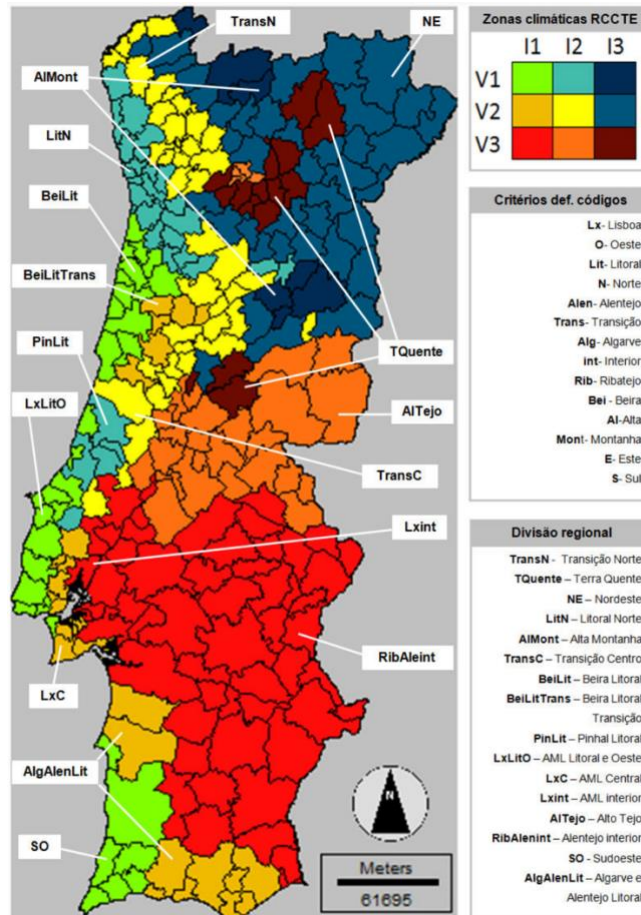 TransN
NE
AlMont
LitN
BeiLit
BeiLitTrans
PinLit
LxLitO
TQuente
AlTejo
TransC
Lxint
RibAleint
LxC
AlgAlenLit
SO
N
Meters
61695
Zonas climáticas RCCTE
I1 I2 I3
V1
V2
V3
Critérios def. códigos
Lx- Lisboa
O- Oeste
Lit- Litoral
N- Norte
Alen- Alentejo
Trans- Transição
Alg- Algarve
int- Interior
Rib- Ribatejo
Bei - Beira
Al-Alta
Mont- Montanha
E- Este
S- Sul
Divisão regional
TransN - Transição Norte
TQuente – Terra Quente
NE – Nordeste
LitN – Litoral Norte
AlMont – Alta Montanha
TransC – Transição Centro
BeiLit – Beira Litoral
BeiLitTrans – Beira Litoral
Transição
PinLit – Pinhal Litoral
LxLitO – AML Litoral e Oeste
LxC – AML Central
Lxint – AML interior
AlTejo – Alto Tejo
RibAlenint – Alentejo interior
SO - Sudoeste
AlgAlenLit – Algarve e
Alentejo Litoral